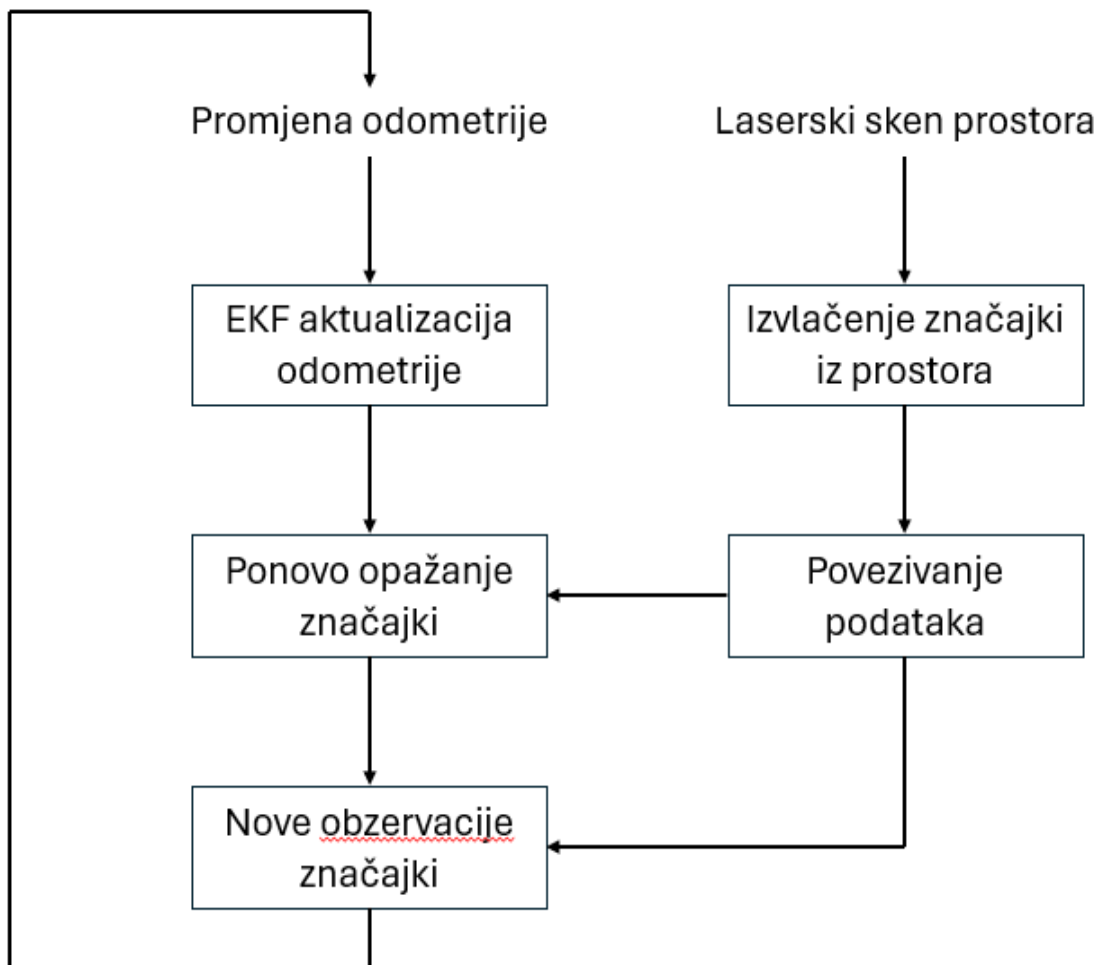 Promjena odometrije
Laserski sken prostora
EKF aktualizacija
odometrije
Izvlačenje značajki
iz prostora
Ponovo opažanje
značajki
Povezivanje
podataka
Nove obzervacije
značajki